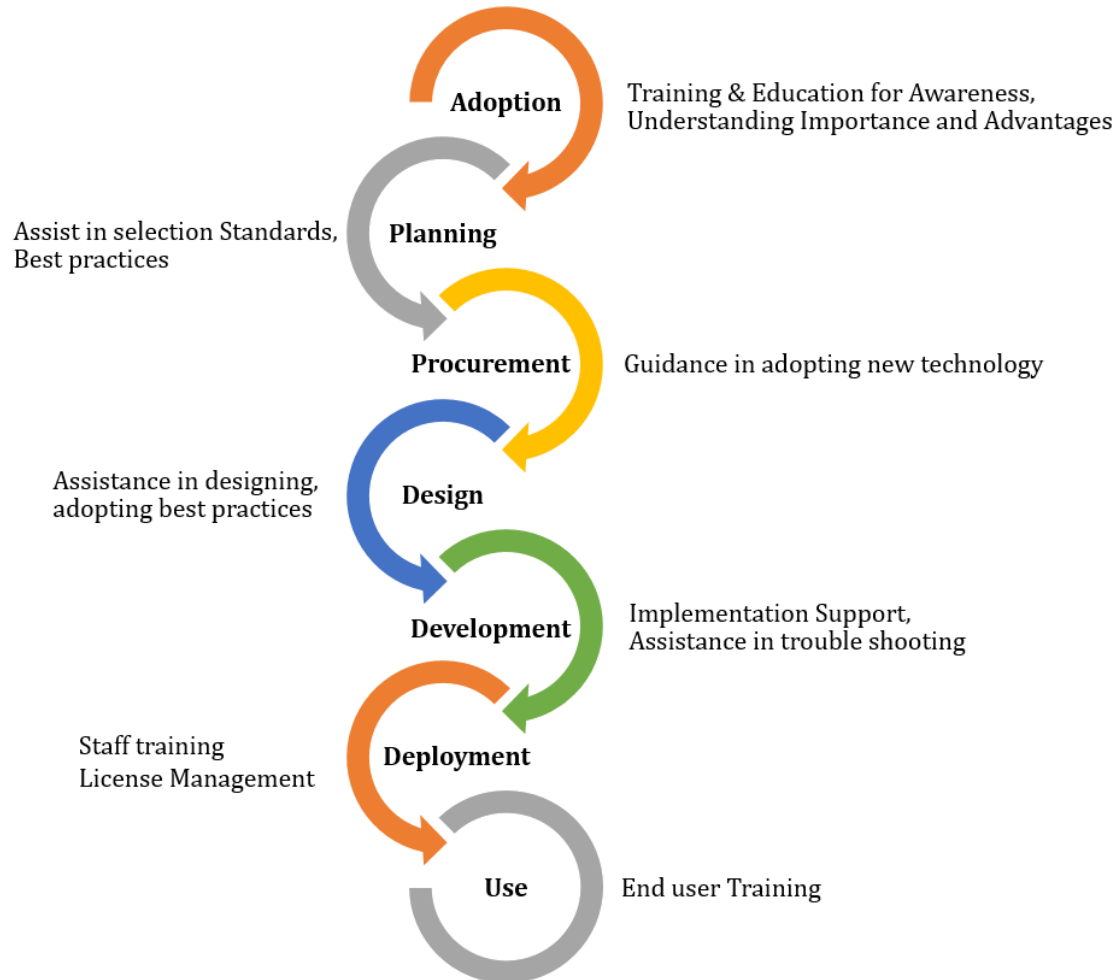 Adoption
Training & Education for Awareness,
Understanding Importance and Advantages
Planning
Assist in selection Standards,
Best practices
Procurement
Guidance in adopting new technology
Design
Assistance in designing,
adopting best practices
Development
Implementation Support,
Assistance in trouble shooting
Deployment
Staff training
License Management
Use
End user Training